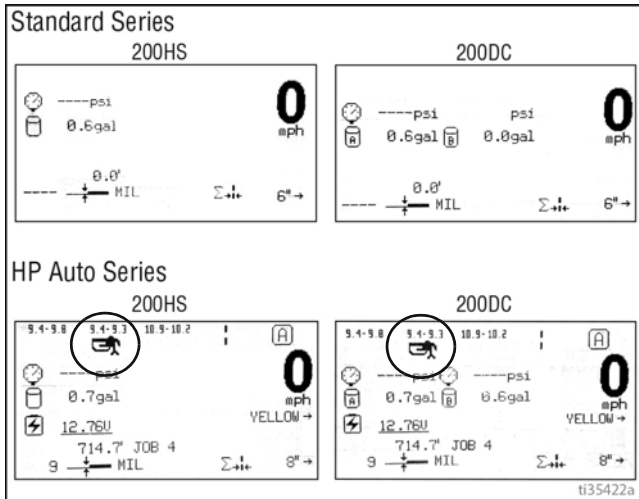 Standard Series
200HS
----psi
0.6gal
0
mph
0.0'
---- MIL
6"→
200DC
----psi psi
A 0.6gal B 0.0gal
0
mph
0.0'
---- MIL
6"→
HP Auto Series
200HS
9.4-9.8 9.4-9.3 10.9-10.2
A
----psi
0.7gal
0
mph
YELLOW→
12.76V
714.7' JOB 4
9 MIL
8"→
200DC
9.4-9.8 9.4-9.3 10.9-10.2
A
----psi ----psi
A 0.7gal B 0.6gal
0
mph
YELLOW→
12.76V
714.7' JOB 4
9 MIL
8"→
ti35422a